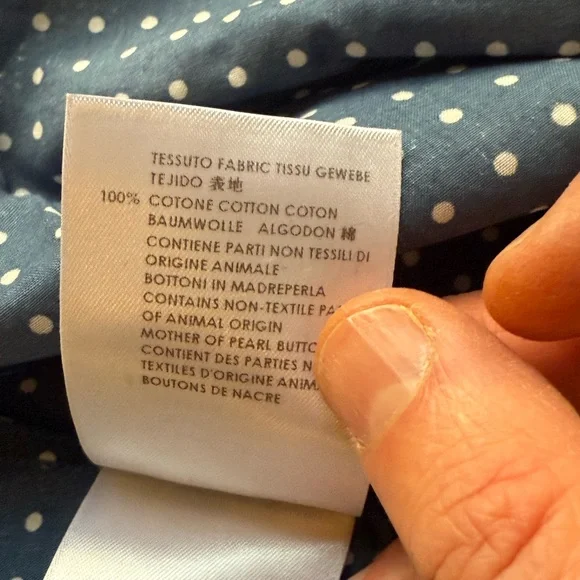 TESSUTO FABRIC TISSU GEWEBE
TEJIDO 表地
100% COTONE COTTON COTON
BAUMWOLLE ALGODON 綿
CONTIENE PARTI NON TESSILI DI
ORIGINE ANIMALE
BOTTONI IN MADREPERLA
CONTAINS NON-TEXTILE
OF ANIMAL ORIGIN
MOTHER OF PEARL
CONTIENT DES PARTIES
TEXTILES D'ORIGINE
BOUTONS DE NACRE